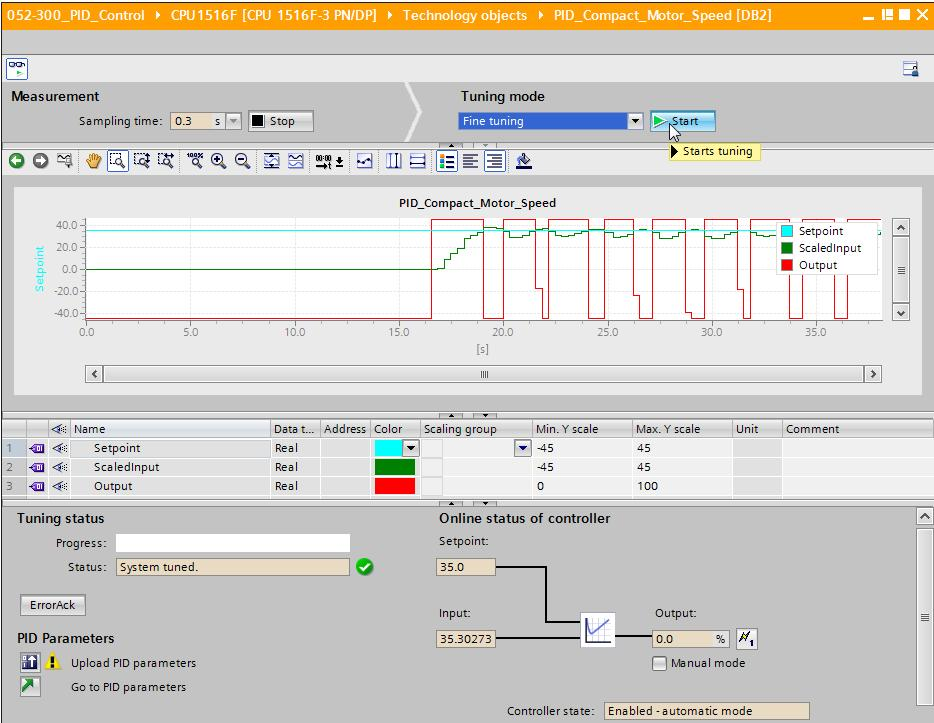 052-300_PID_Control ▸ CPU1516F [CPU 1516F-3 PN/DP] ▸ Technology objects ▸ PID_Compact_Motor_Speed [DB2]
Measurement
Sampling time: 0.3 s Stop
Tuning mode
Fine tuning Start
Starts tuning
100%
00:00
PID_Compact_Motor_Speed
Setpoint
40.0
20.0
0.0
-20.0
-40.0
Setpoint
ScaledInput
Output
0.0 5.0 10.0 15.0 20.0 25.0 30.0 35.0
[s]
Name Data t... Address Color Scaling group Min. Y scale Max. Y scale Unit Comment
1 Setpoint Real -45 45
2 ScaledInput Real -45 45
3 Output Real 0 100
Tuning status
Progress:
Status: System tuned.
ErrorAck
PID Parameters
Upload PID parameters
Go to PID parameters
Online status of controller
Setpoint:
35.0
Input: Output:
35.30273 0.0 %
Manual mode
Controller state: Enabled - automatic mode